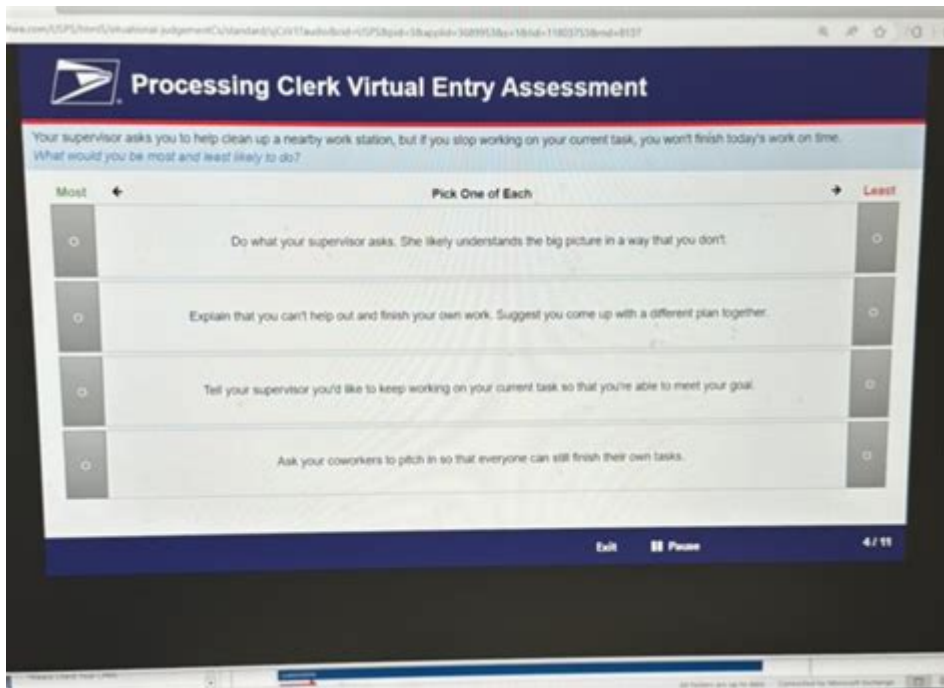 Processing Clerk Virtual Entry Assessment
Your supervisor asks you to help clean up a nearby work station, but if you stop working on your current task, you won't finish today's work on time.
What would you be most and least likely to do?
Most ← Pick One of Each → Least
Do what your supervisor asks. She likely understands the big picture in a way that you don't.
Explain that you can't help out and finish your own work. Suggest you come up with a different plan together.
Tell your supervisor you'd like to keep working on your current task so that you're able to meet your goal.
Ask your coworkers to pitch in so that everyone can still finish their own tasks.
Exit Pause 4 / 11